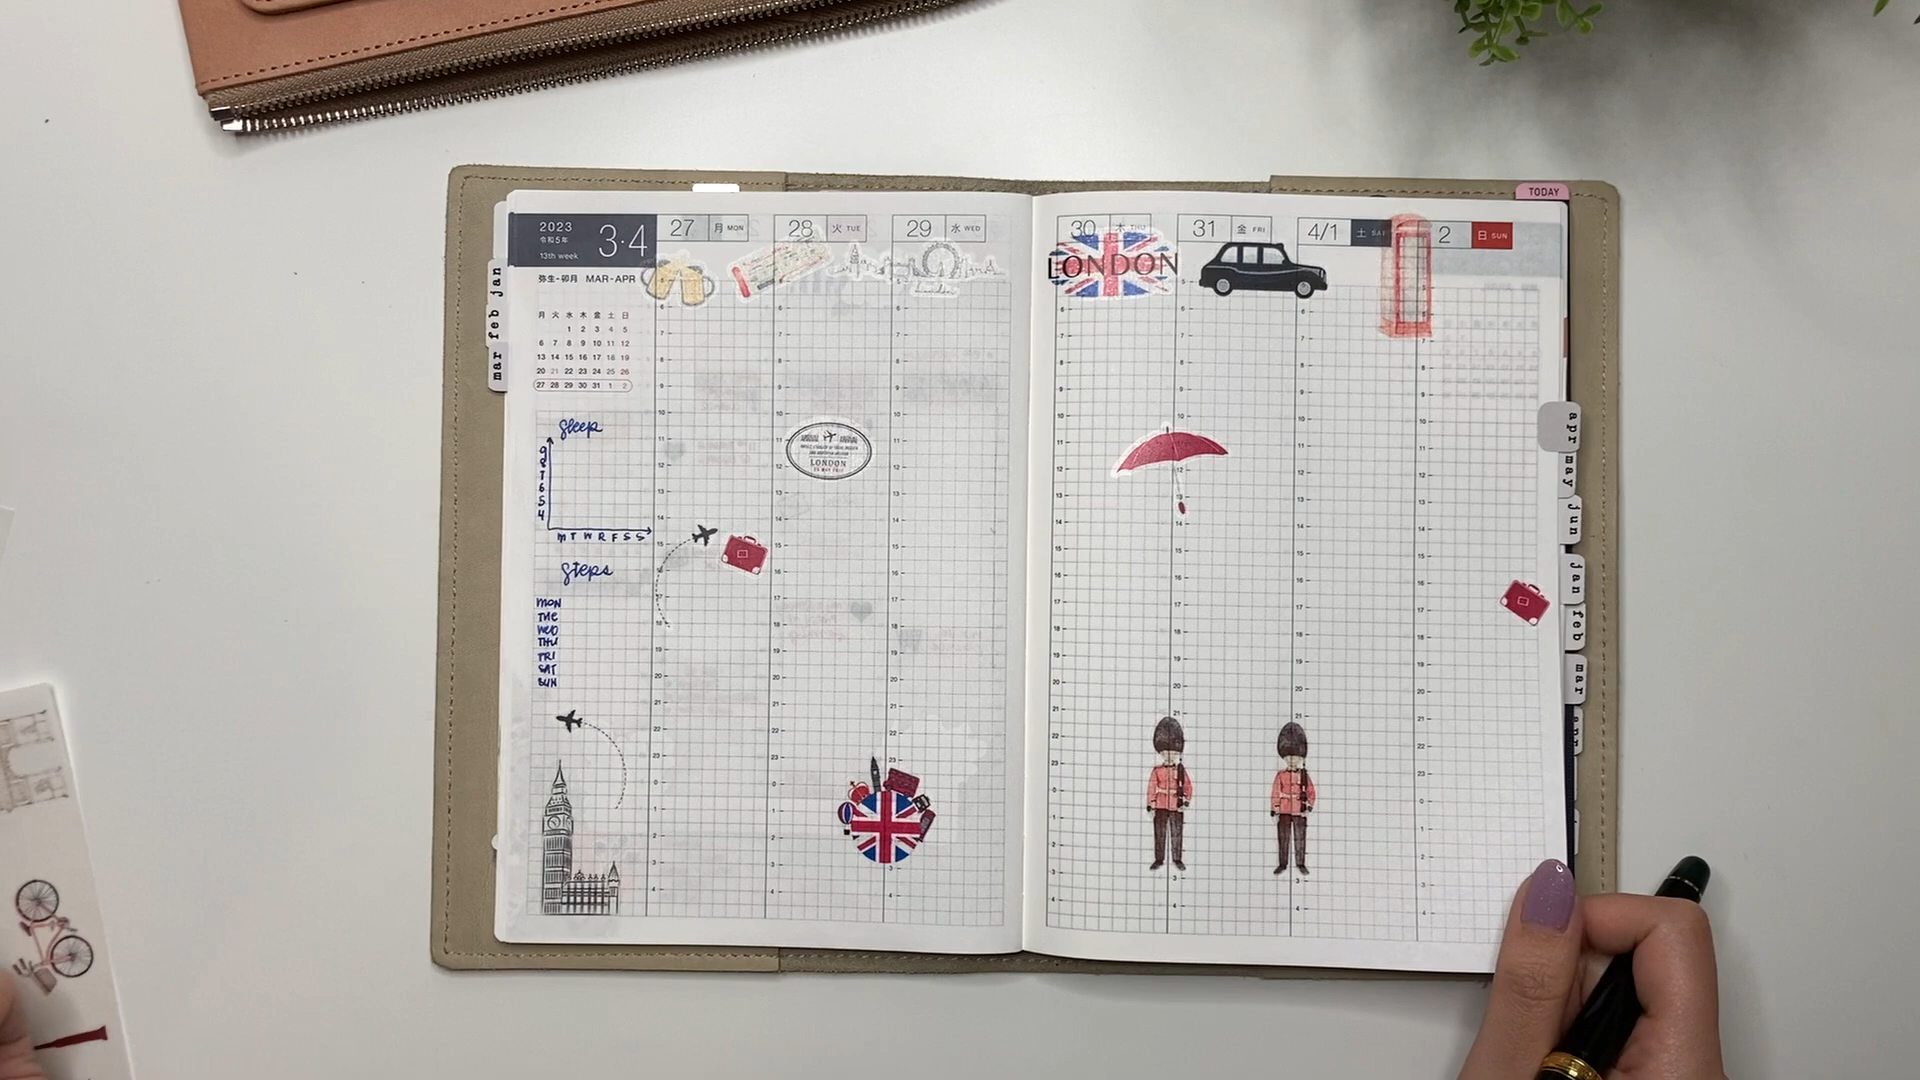 TODAY
2023
令和5年
3・4
13th week
27 月 MON
28 火 TUE
29 水 WED
30 木 THU
31 金 FRI
4/1 土 SAT
2 日 SUN
弥生-卯月 MAR-APR
LONDON
London
月 火 水 木 金 土 日
1 2 3 4 5
6 7 8 9 10 11 12
13 14 15 16 17 18 19
20 21 22 23 24 25 26
27 28 29 30 31 1 2
Sleep
9
8
7
6
5
4
M T W R F S S
Steps
MON
TUE
WED
THU
FRI
SAT
SUN
LONDON
jan
feb
mar
apr
may
jun
jan
feb
mar